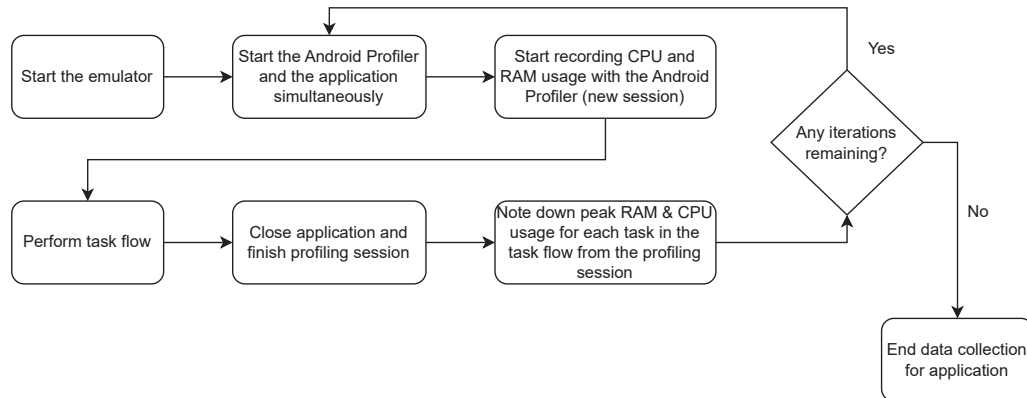 Start the emulator
Start the Android Profiler
and the application
simultaneously
Start recording CPU and
RAM usage with the Android
Profiler (new session)
Yes
Any iterations
remaining?
No
Perform task flow
Close application and
finish profiling session
Note down peak RAM & CPU
usage for each task in the
task flow from the profiling
session
End data collection
for application